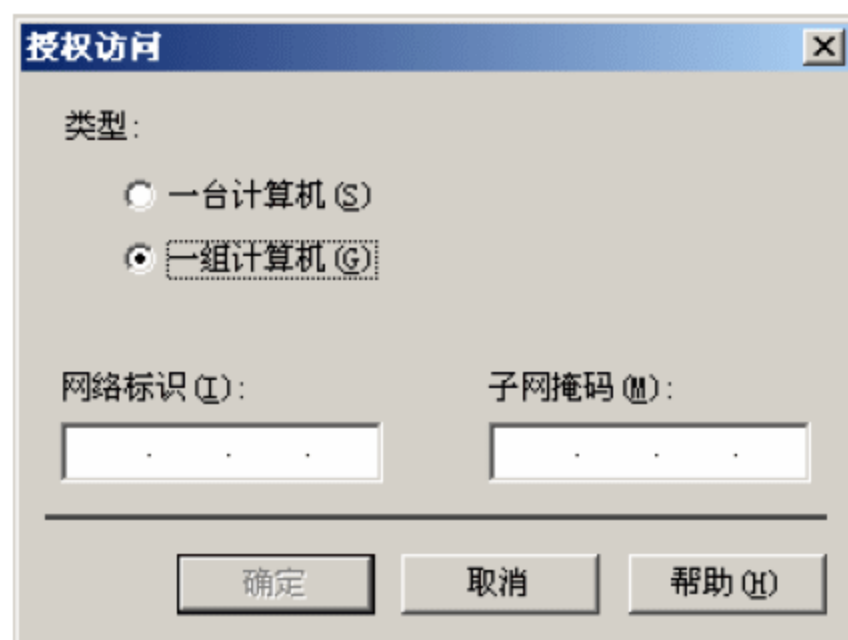 授权访问
类型:
一台计算机(S)
一组计算机(G)
网络标识(I): 子网掩码(M):
. . . . . .
确定 取消 帮助(H)